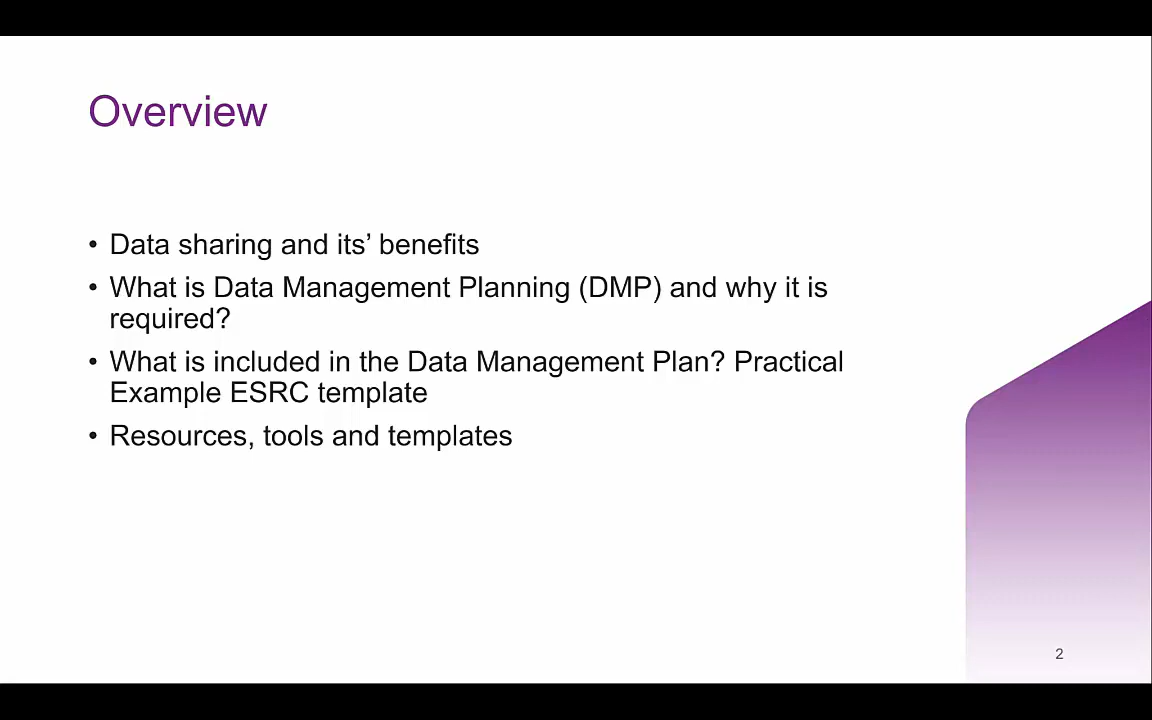 Overview
• Data sharing and its’ benefits
• What is Data Management Planning (DMP) and why it is
required?
• What is included in the Data Management Plan? Practical
Example ESRC template
• Resources, tools and templates
2